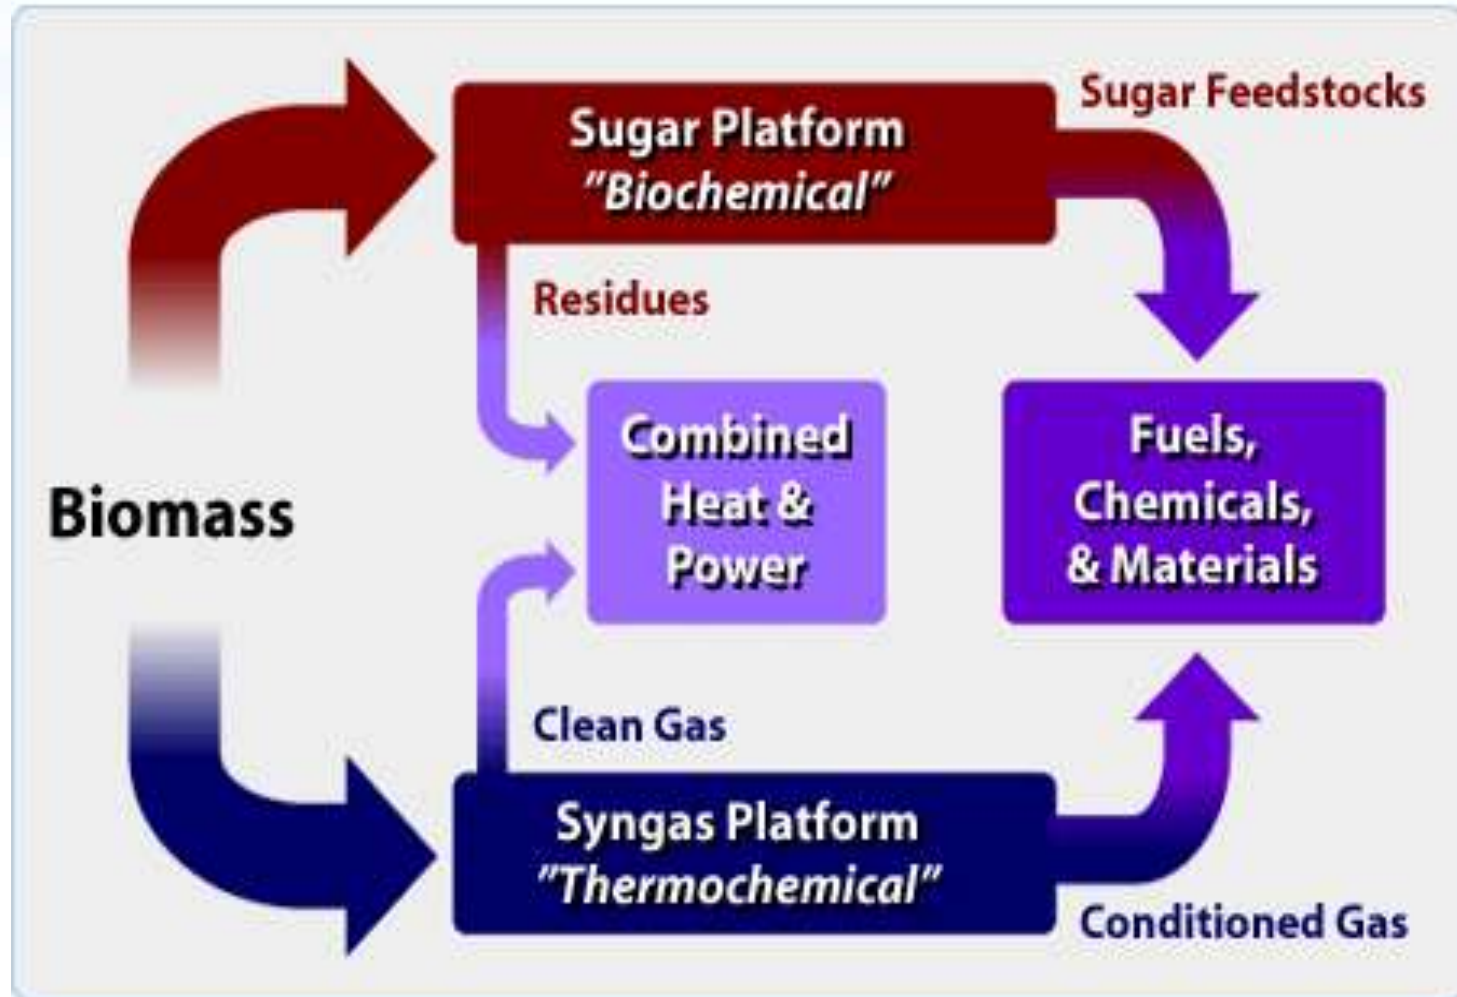 Sugar Feedstocks
Sugar Platform
"Biochemical"
Residues
Combined
Heat &
Power
Fuels,
Chemicals,
& Materials
Biomass
Clean Gas
Syngas Platform
"Thermochemical"
Conditioned Gas